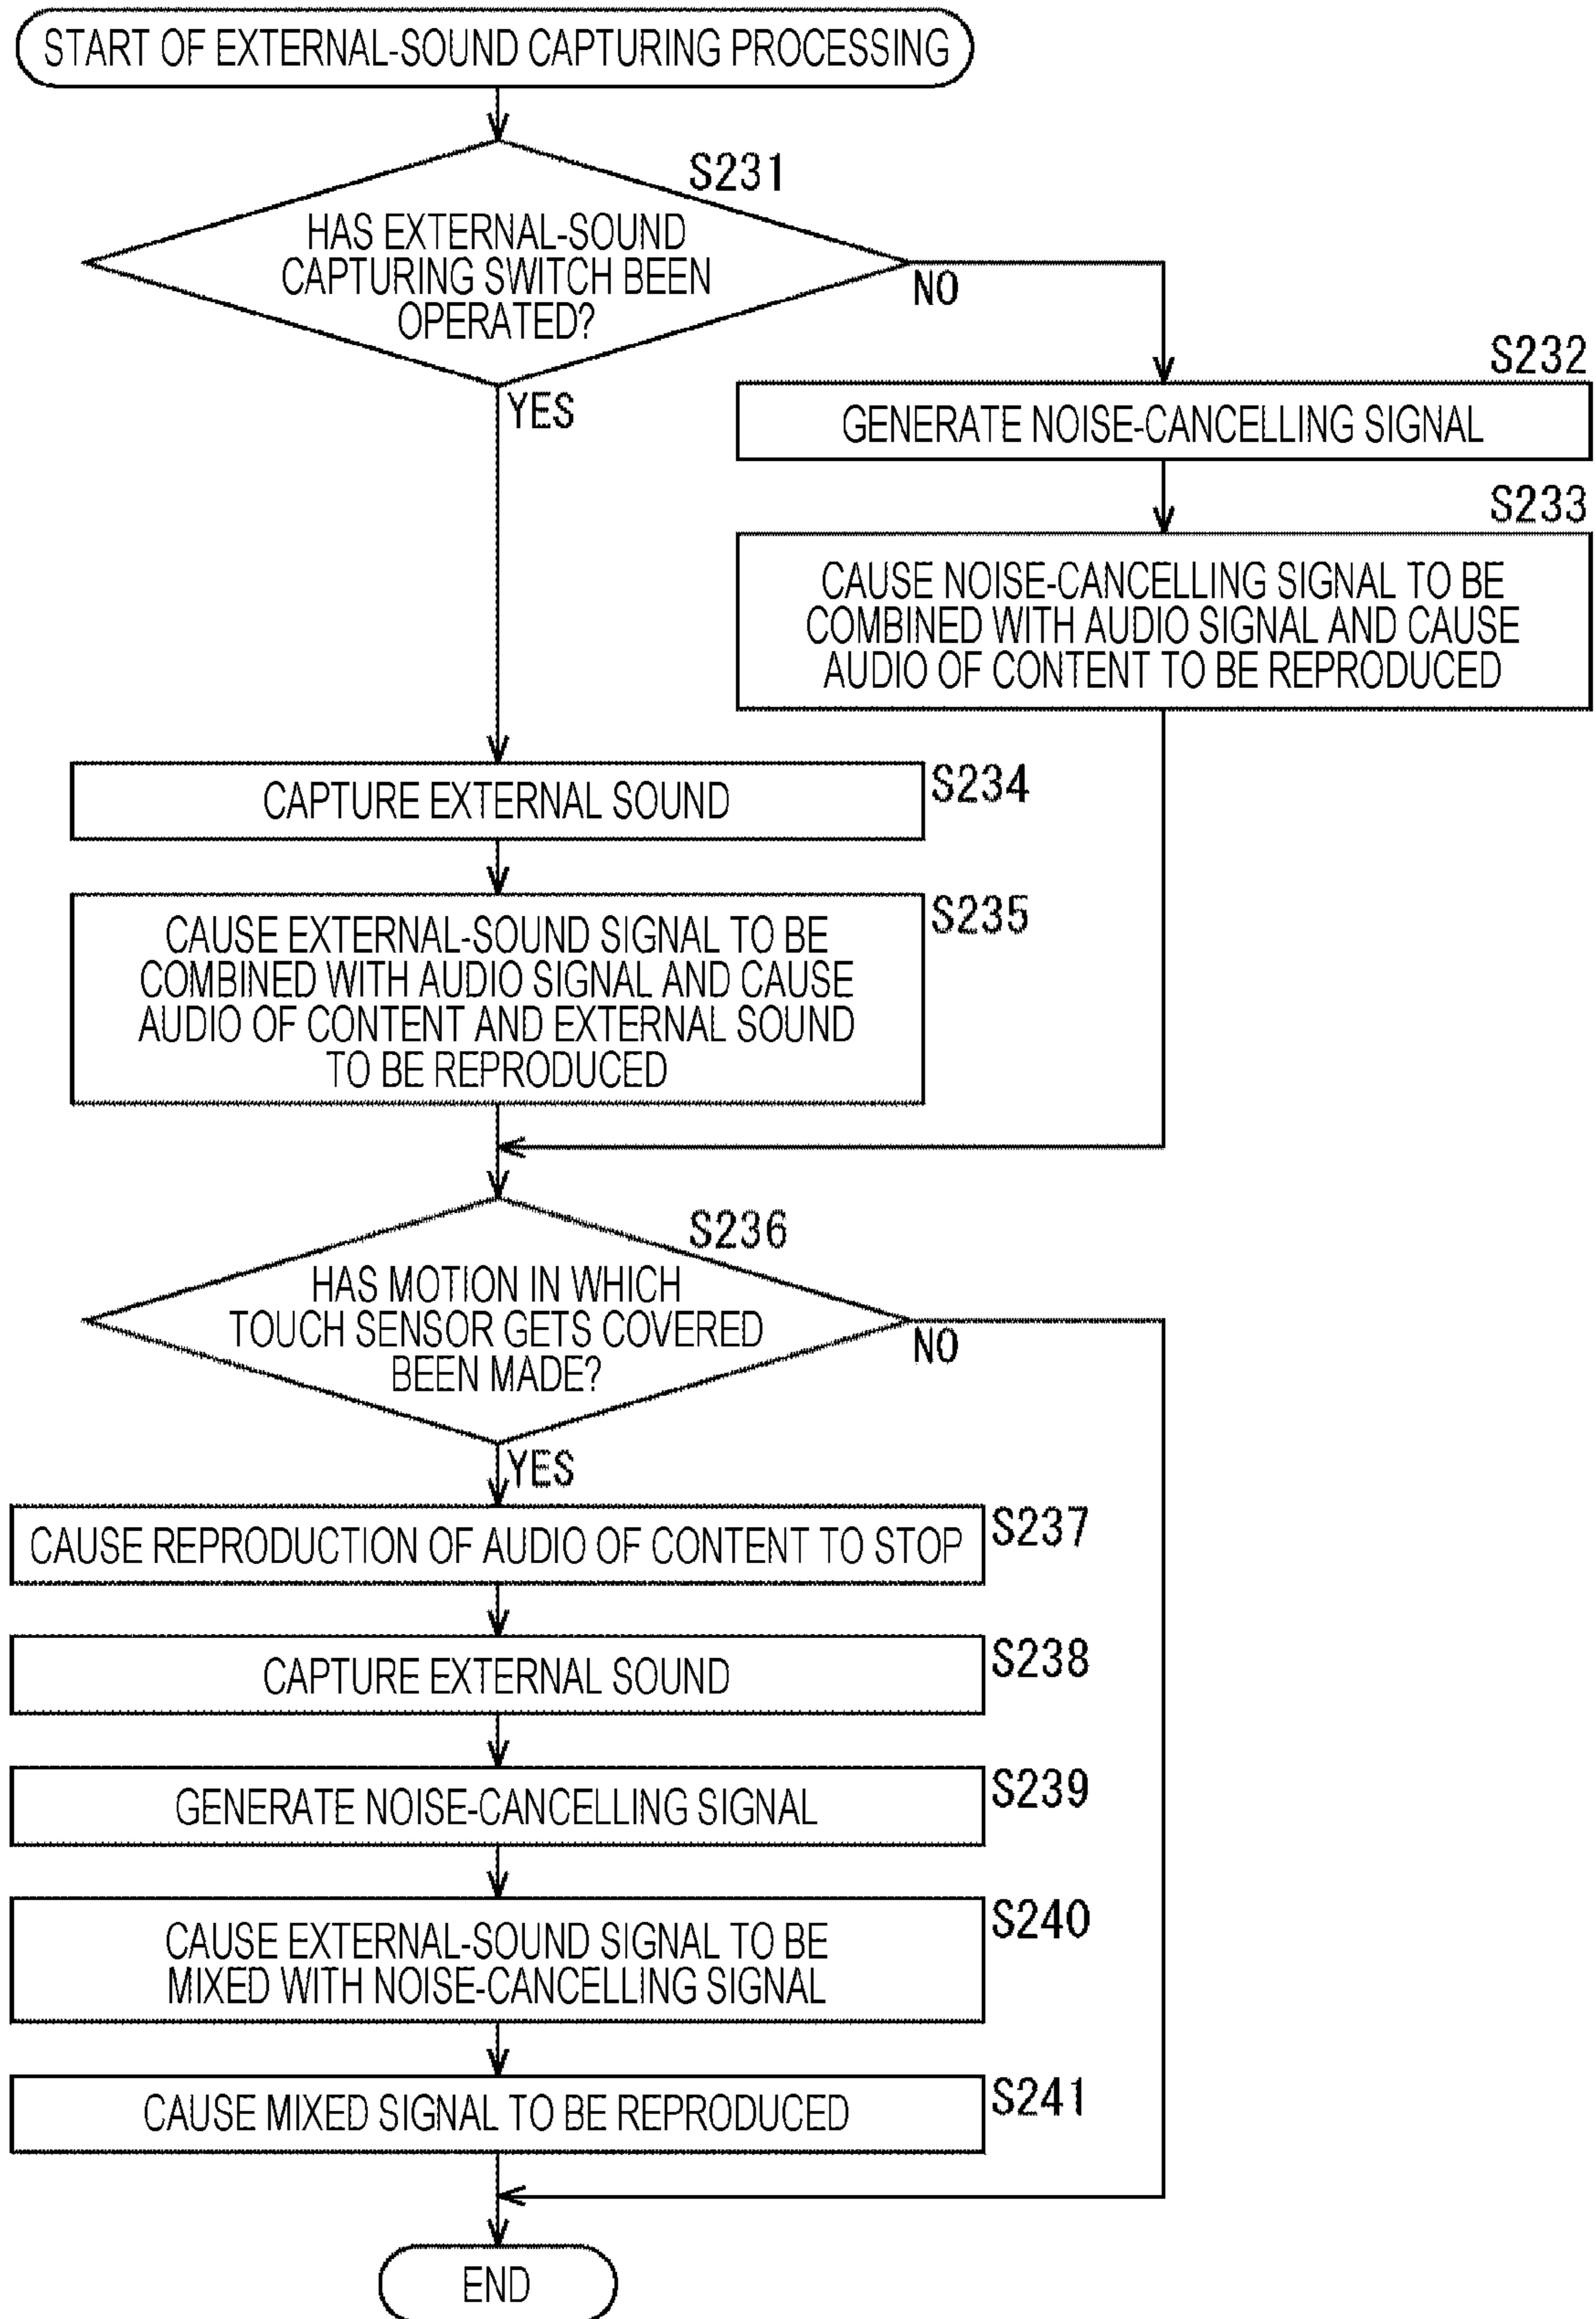 START OF EXTERNAL-SOUND CAPTURING PROCESSING
S231
HAS EXTERNAL-SOUND
CAPTURING SWITCH BEEN
OPERATED?
NO
YES
S232
GENERATE NOISE-CANCELLING SIGNAL
S233
CAUSE NOISE-CANCELLING SIGNAL TO BE
COMBINED WITH AUDIO SIGNAL AND CAUSE
AUDIO OF CONTENT TO BE REPRODUCED
CAPTURE EXTERNAL SOUND
S234
S235
CAUSE EXTERNAL-SOUND SIGNAL TO BE
COMBINED WITH AUDIO SIGNAL AND CAUSE
AUDIO OF CONTENT AND EXTERNAL SOUND
TO BE REPRODUCED
S236
HAS MOTION IN WHICH
TOUCH SENSOR GETS COVERED
BEEN MADE?
NO
YES
CAUSE REPRODUCTION OF AUDIO OF CONTENT TO STOP
S237
CAPTURE EXTERNAL SOUND
S238
GENERATE NOISE-CANCELLING SIGNAL
S239
CAUSE EXTERNAL-SOUND SIGNAL TO BE
MIXED WITH NOISE-CANCELLING SIGNAL
S240
CAUSE MIXED SIGNAL TO BE REPRODUCED
S241
END